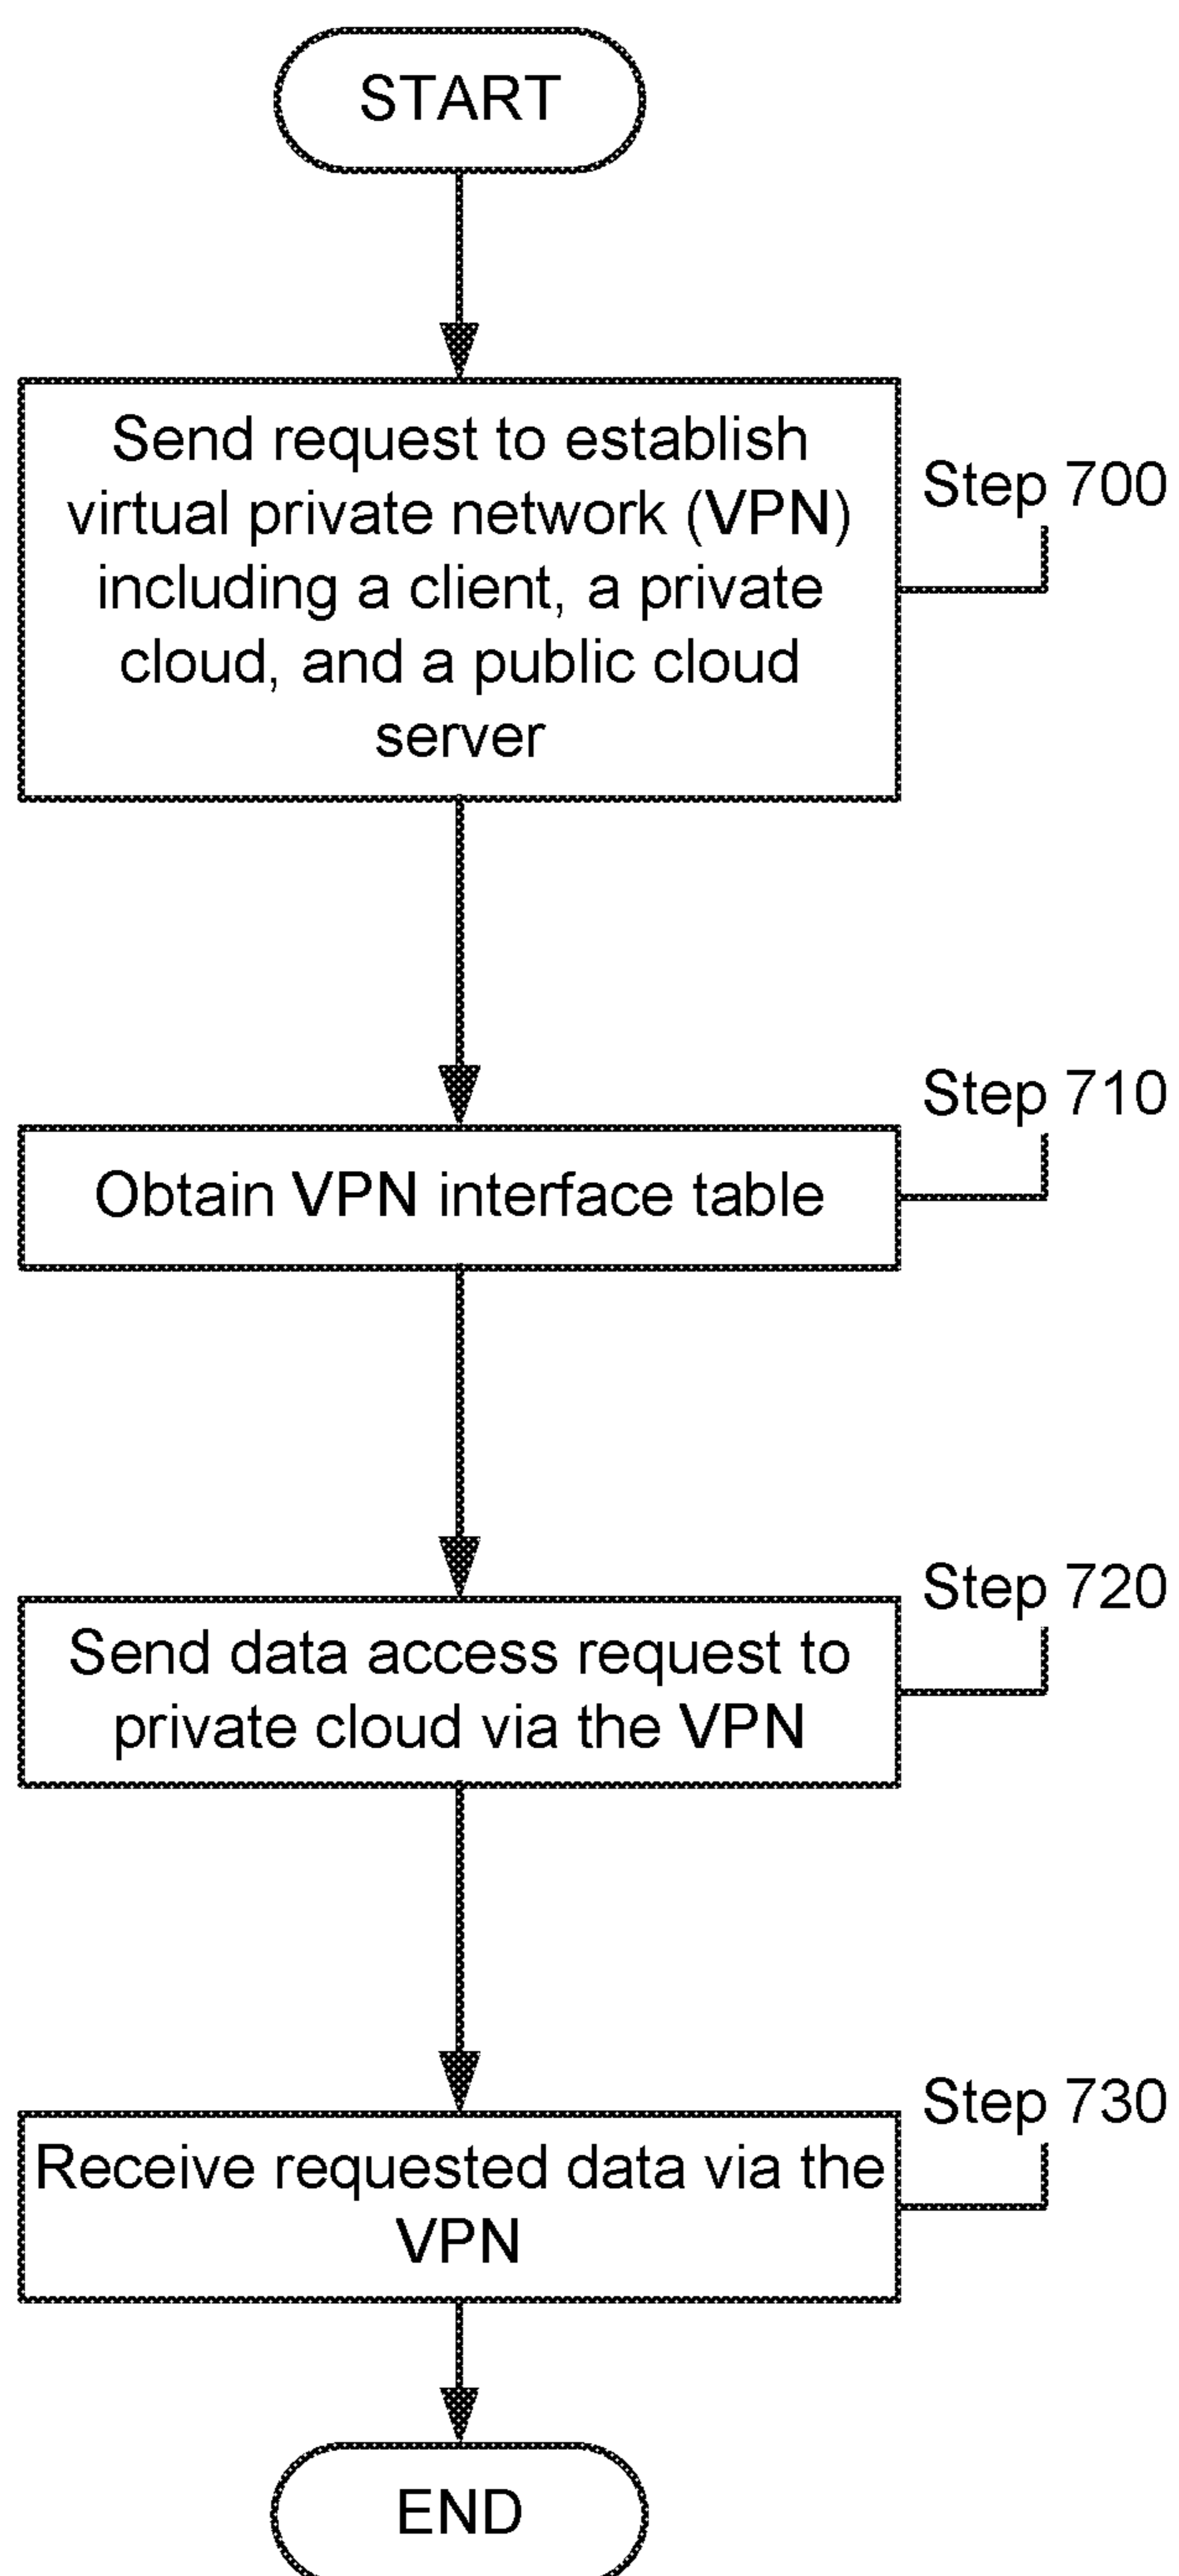 START
Send request to establish
virtual private network (VPN)
including a client, a private
cloud, and a public cloud
server
Step 700
Step 710
Obtain VPN interface table
Step 720
Send data access request to
private cloud via the VPN
Step 730
Receive requested data via the
VPN
END